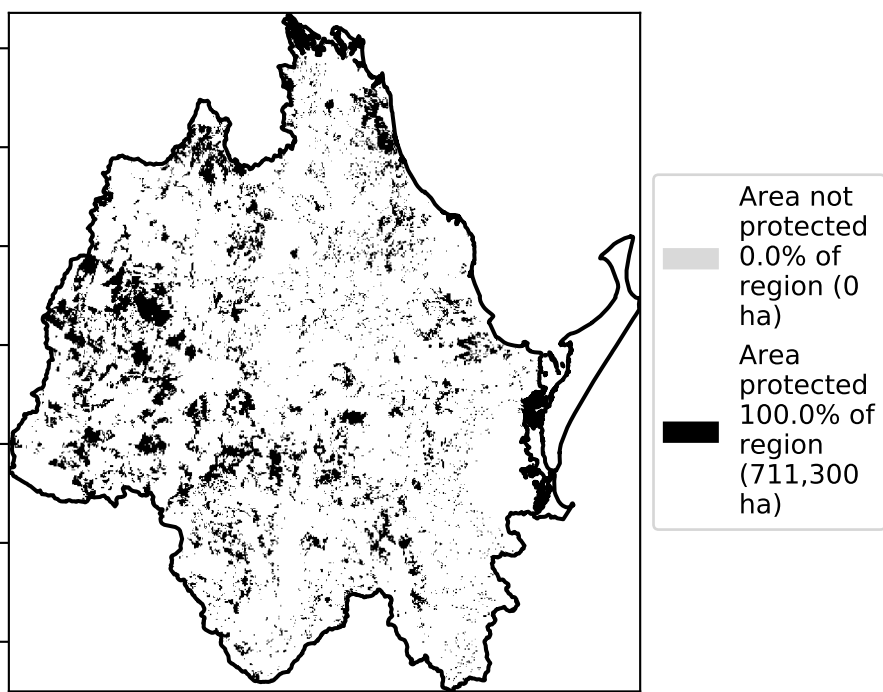 Area not
protected
0.0% of
region (0
ha)
Area
protected
100.0% of
region
(711,300
ha)